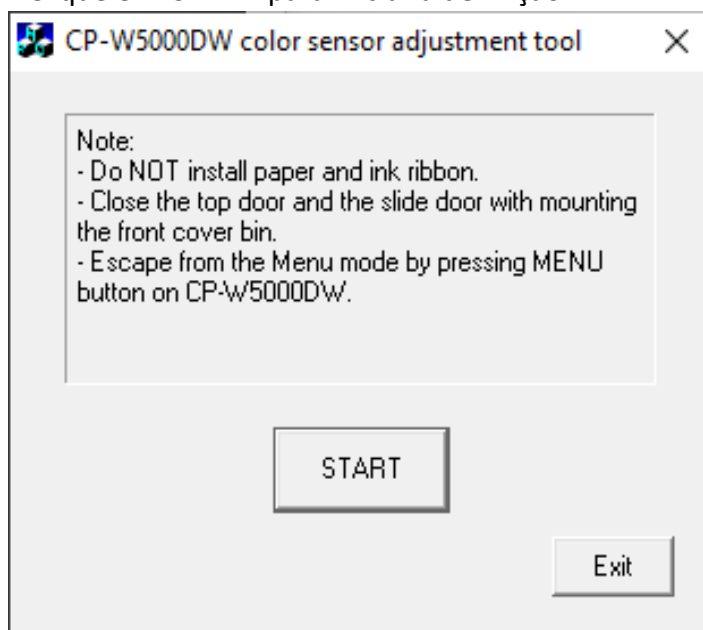 CP-W5000DW color sensor adjustment tool
Note:
- Do NOT install paper and ink ribbon.
- Close the top door and the slide door with mounting
the front cover bin.
- Escape from the Menu mode by pressing MENU
button on CP-W5000DW.
START
Exit